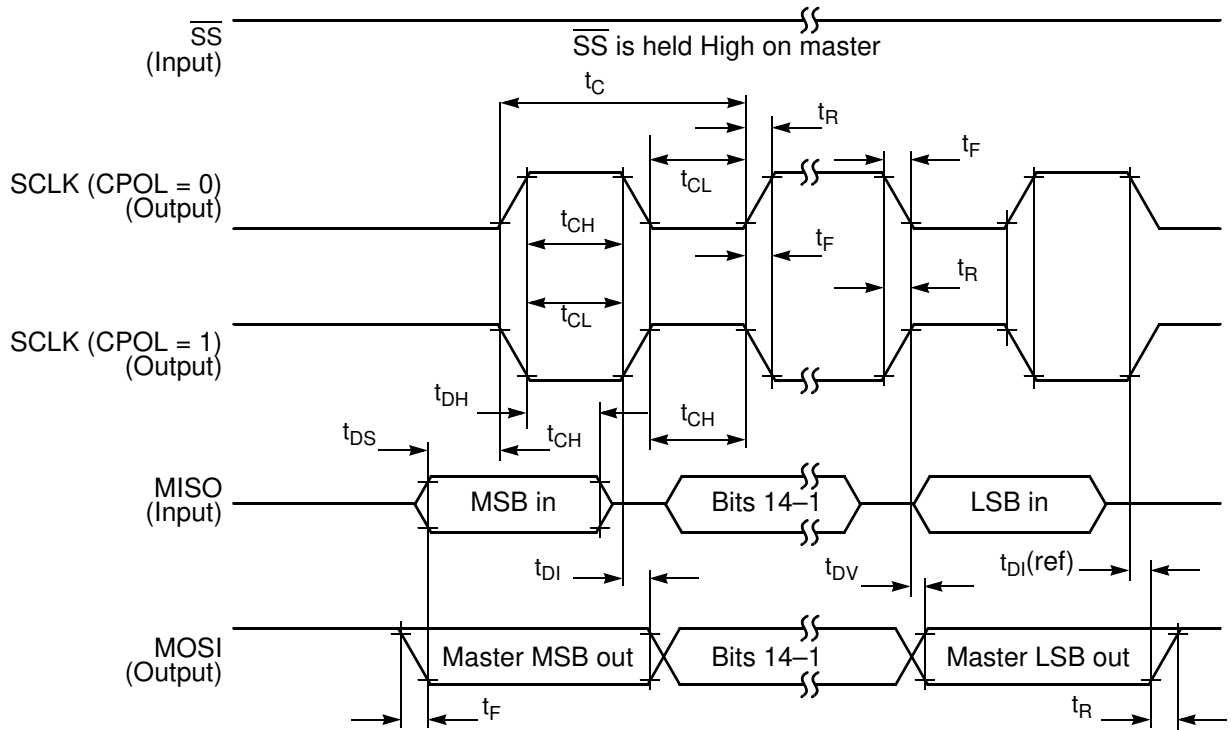 SS
(Input)
SS is held High on master
tC
tR
tF
SCLK (CPOL = 0)
(Output)
tCL
tCH
tF
tR
tCL
SCLK (CPOL = 1)
(Output)
tDH
tCH
tDS
tCH
MISO
(Input)
MSB in
Bits 14–1
LSB in
tDI
tDV
tDI(ref)
MOSI
(Output)
Master MSB out
Bits 14–1
Master LSB out
tF
tR